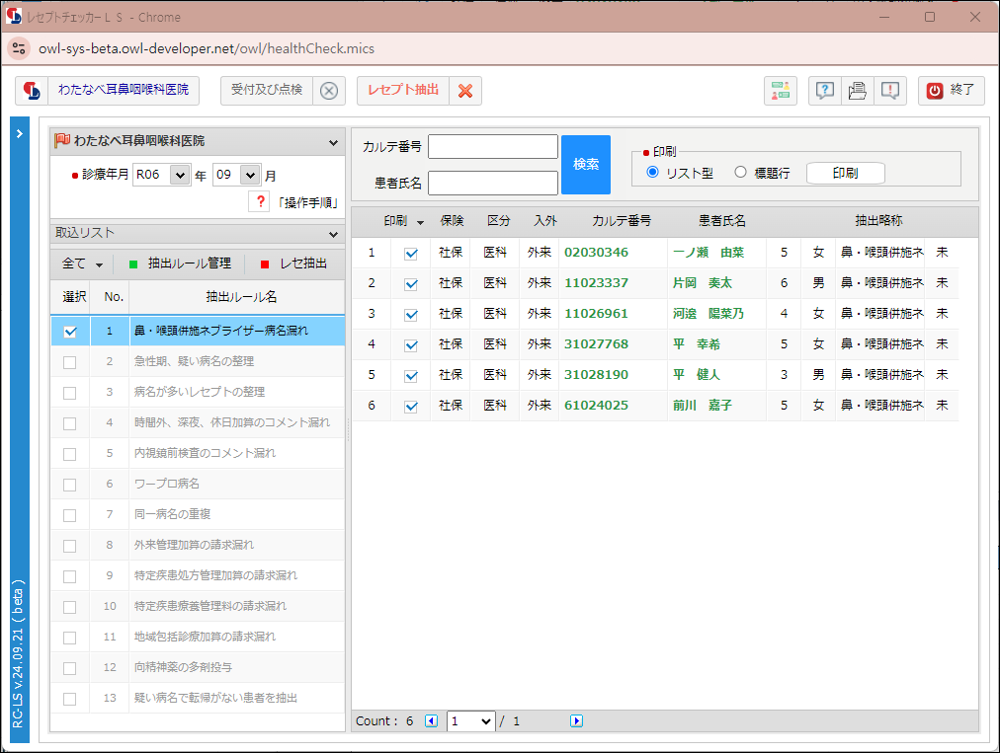 レセプトチェッカーＬＳ - Chrome
owl-sys-beta.owl-developer.net/owl/healthCheck.mics
わたなべ耳鼻咽喉科医院 受付及び点検 レセプト抽出 終了
わたなべ耳鼻咽喉科医院
診療年月 R06 年 09 月
? 「操作手順」
取込リスト
全て 抽出ルール管理 レセ抽出
選択 No. 抽出ルール名
1 鼻・喉頭併施ネブライザー病名漏れ
2 急性期、疑い病名の整理
3 病名が多いレセプトの整理
4 時間外、深夜、休日加算のコメント漏れ
5 内視鏡前検査のコメント漏れ
6 ワープロ病名
7 同一病名の重複
8 外来管理加算の請求漏れ
9 特定疾患処方管理加算の請求漏れ
10 特定疾患療養管理料の請求漏れ
11 地域包括診療加算の請求漏れ
12 向精神薬の多剤投与
13 疑い病名で転帰がない患者を抽出
カルテ番号
患者氏名
検索
印刷
リスト型 標題行 印刷
印刷 保険 区分 入外 カルテ番号 患者氏名 抽出略称
1 社保 医科 外来 02030346 一ノ瀬　由菜 5 女 鼻・喉頭併施ネ 未
2 社保 医科 外来 11023337 片岡　奏太 6 男 鼻・喉頭併施ネ 未
3 社保 医科 外来 11026961 河邉　陽菜乃 4 女 鼻・喉頭併施ネ 未
4 社保 医科 外来 31027768 平　幸希 5 女 鼻・喉頭併施ネ 未
5 社保 医科 外来 31028190 平　健人 3 男 鼻・喉頭併施ネ 未
6 社保 医科 外来 61024025 前川　嘉子 5 女 鼻・喉頭併施ネ 未
Count : 6 1 / 1
RC-LS v.24.09.21 ( beta )